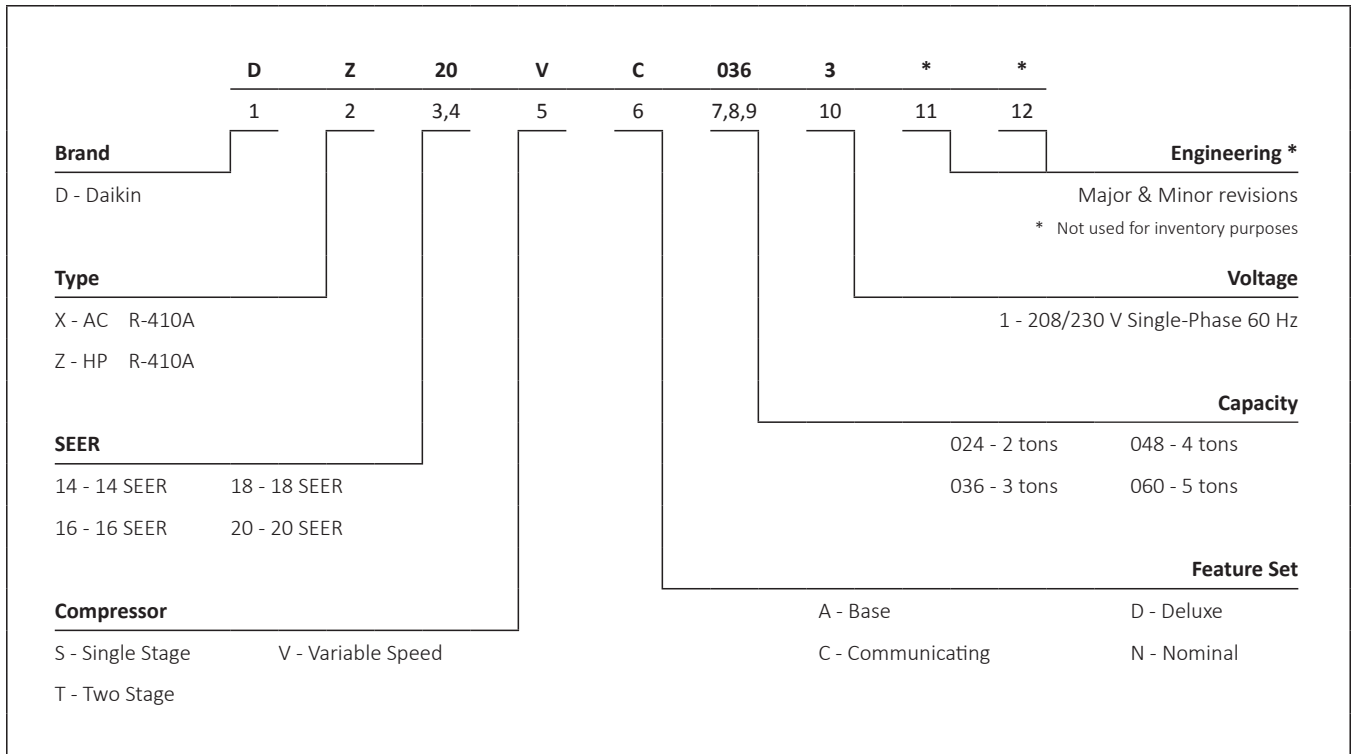 D Z 20 V C 036 3 * *
1 2 3,4 5 6 7,8,9 10 11 12
Brand
D - Daikin
Type
X - AC R-410A
Z - HP R-410A
SEER
14 - 14 SEER 18 - 18 SEER
16 - 16 SEER 20 - 20 SEER
Compressor
S - Single Stage V - Variable Speed
T - Two Stage
Engineering *
Major & Minor revisions
* Not used for inventory purposes
Voltage
1 - 208/230 V Single-Phase 60 Hz
Capacity
024 - 2 tons 048 - 4 tons
036 - 3 tons 060 - 5 tons
Feature Set
A - Base D - Deluxe
C - Communicating N - Nominal